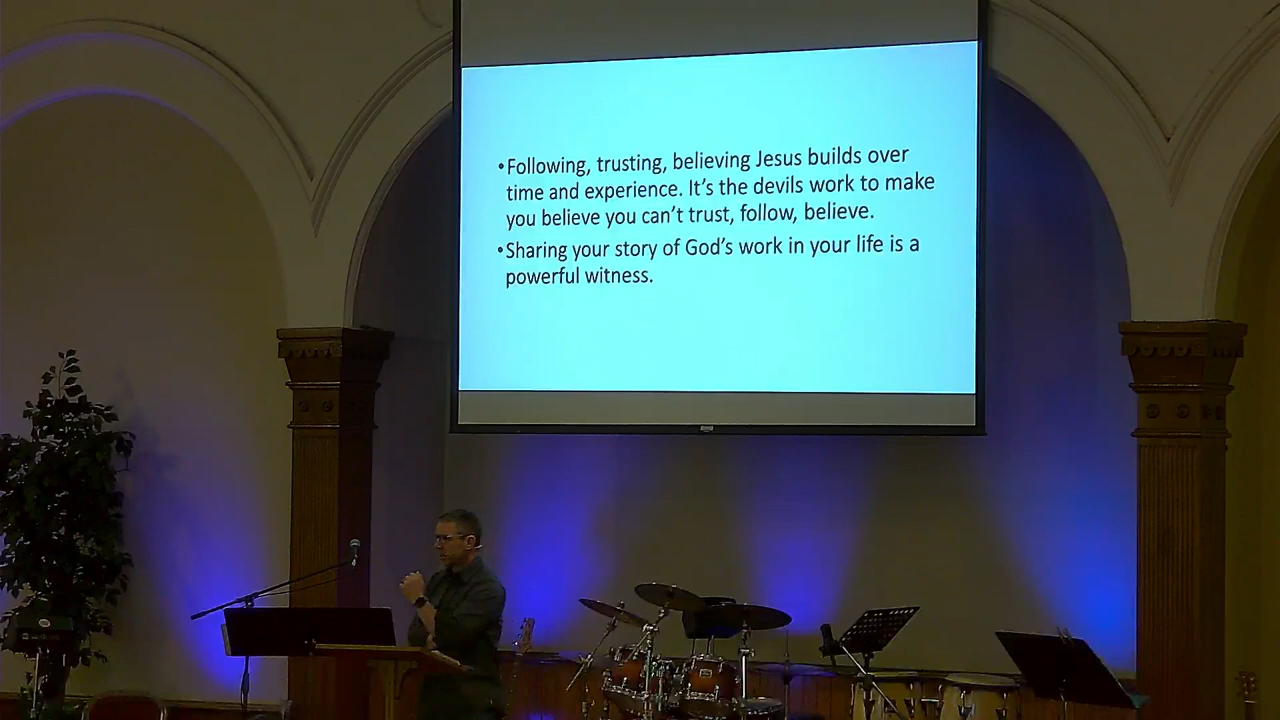 •Following, trusting, believing Jesus builds over
time and experience. It's the devils work to make
you believe you can't trust, follow, believe.
•Sharing your story of God's work in your life is a
powerful witness.